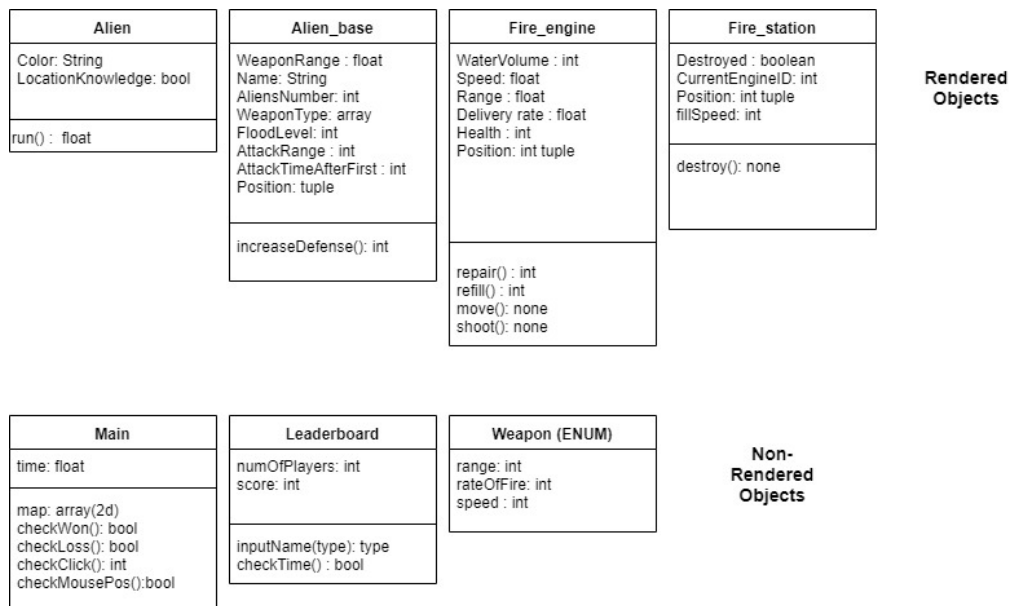 Alien
Color: String
LocationKnowledge: bool
run() : float
Alien_base
WeaponRange : float
Name: String
AliensNumber: int
WeaponType: array
FloodLevel: int
AttackRange : int
AttackTimeAfterFirst : int
Position: tuple
increaseDefense(): int
Fire_engine
WaterVolume : int
Speed: float
Range : float
Delivery rate : float
Health : int
Position: int tuple
repair() : int
refill() : int
move(): none
shoot(): none
Fire_station
Destroyed : boolean
CurrentEngineID: int
Position: int tuple
fillSpeed: int
destroy(): none
Rendered
Objects
Main
time: float
map: array(2d)
checkWon(): bool
checkLoss(): bool
checkClick(): int
checkMousePos():bool
Leaderboard
numOfPlayers: int
score: int
inputName(type): type
checkTime() : bool
Weapon (ENUM)
range: int
rateOfFire: int
speed : int
Non-
Rendered
Objects